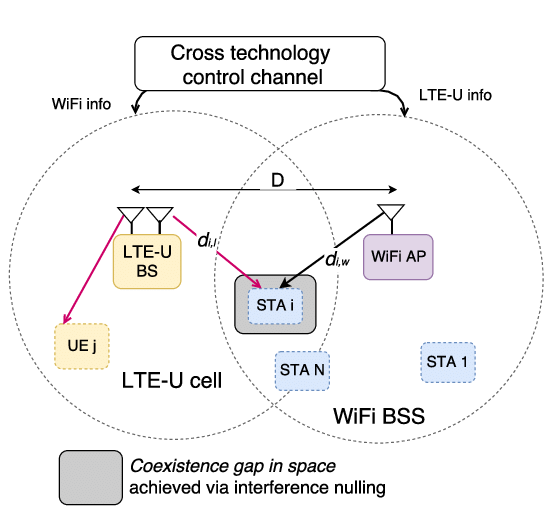 Cross technology
control channel
WiFi info
LTE-U info
D
LTE-U
BS
WiFi AP
di,i
di,w
STA i
UE j
STA N
STA 1
LTE-U cell
WiFi BSS
Coexistence gap in space
achieved via interference nulling